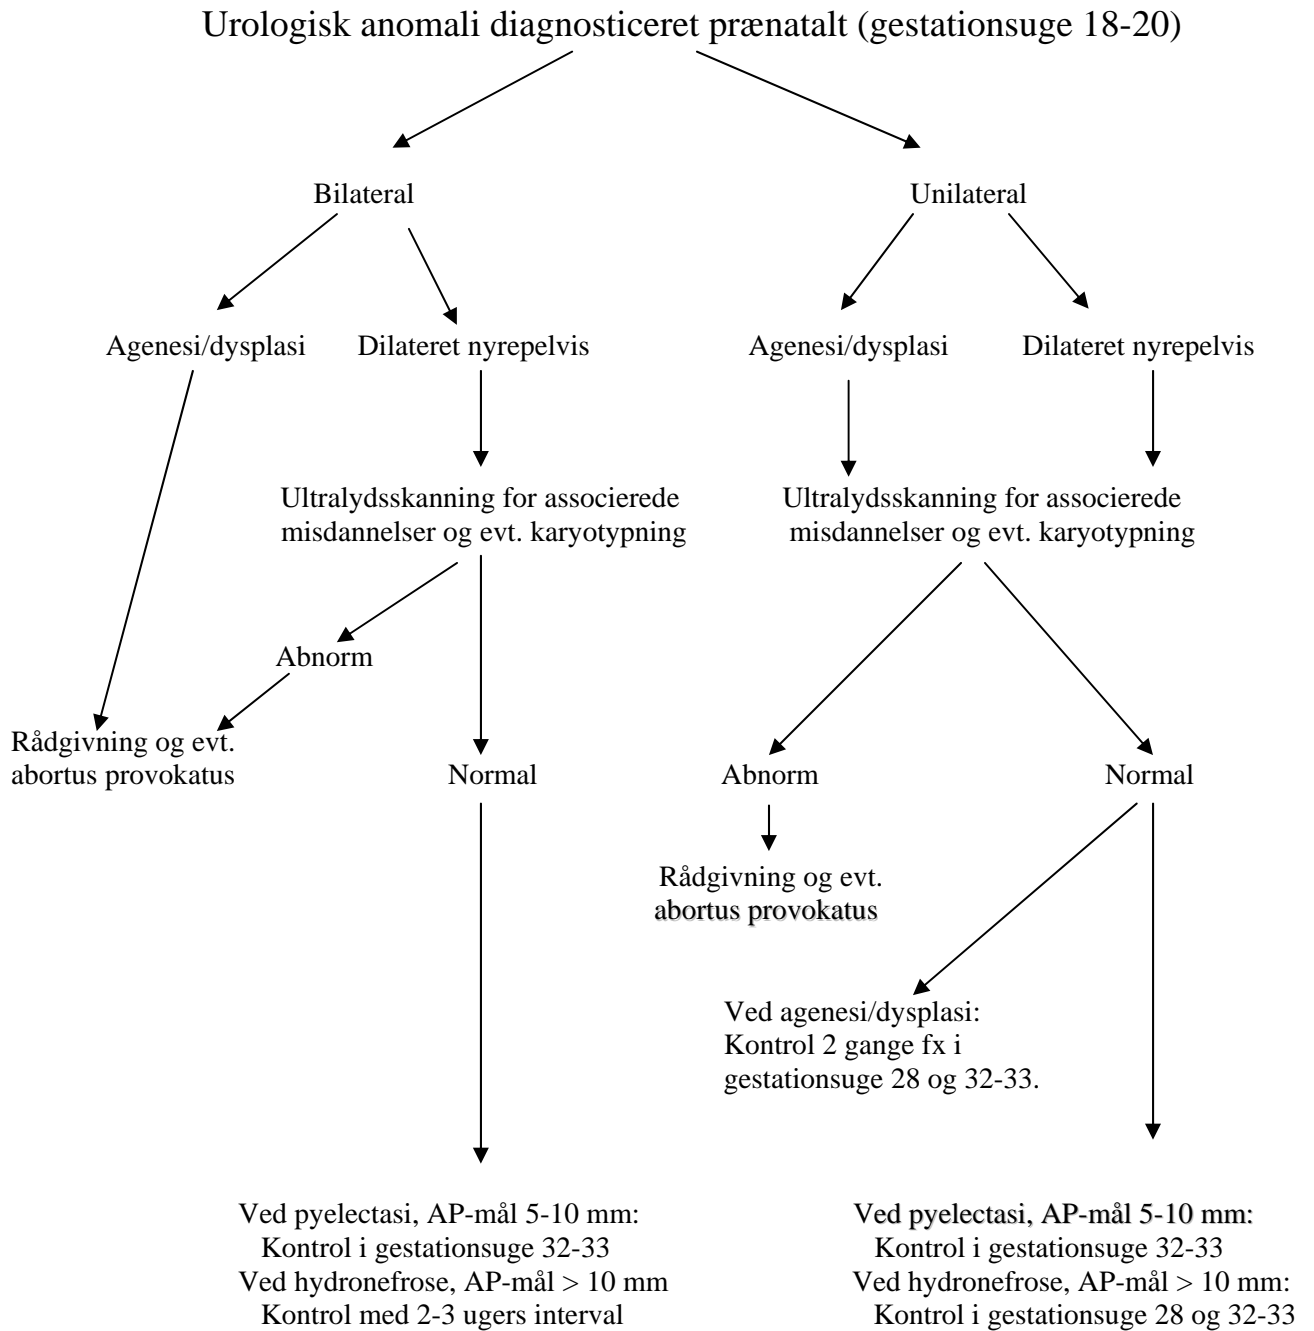 Urologisk anomali diagnosticeret prænatalt (gestationsuge 18-20)
Bilateral
Unilateral
Agenesi/dysplasi
Dilateret nyrepelvis
Agenesi/dysplasi
Dilateret nyrepelvis
Ultralydsskanning for associerede
misdannelser og evt. karyotypning
Ultralydsskanning for associerede
misdannelser og evt. karyotypning
Abnorm
Rådgivning og evt.
abortus provokatus
Normal
Abnorm
Normal
Rådgivning og evt.
abortus provokatus
Ved agenesi/dysplasi:
Kontrol 2 gange fx i
gestationsuge 28 og 32-33.
Ved pyelectasi, AP-mål 5-10 mm:
Kontrol i gestationsuge 32-33
Ved hydronefrose, AP-mål > 10 mm
Kontrol med 2-3 ugers interval
Ved pyelectasi, AP-mål 5-10 mm:
Kontrol i gestationsuge 32-33
Ved hydronefrose, AP-mål > 10 mm:
Kontrol i gestationsuge 28 og 32-33